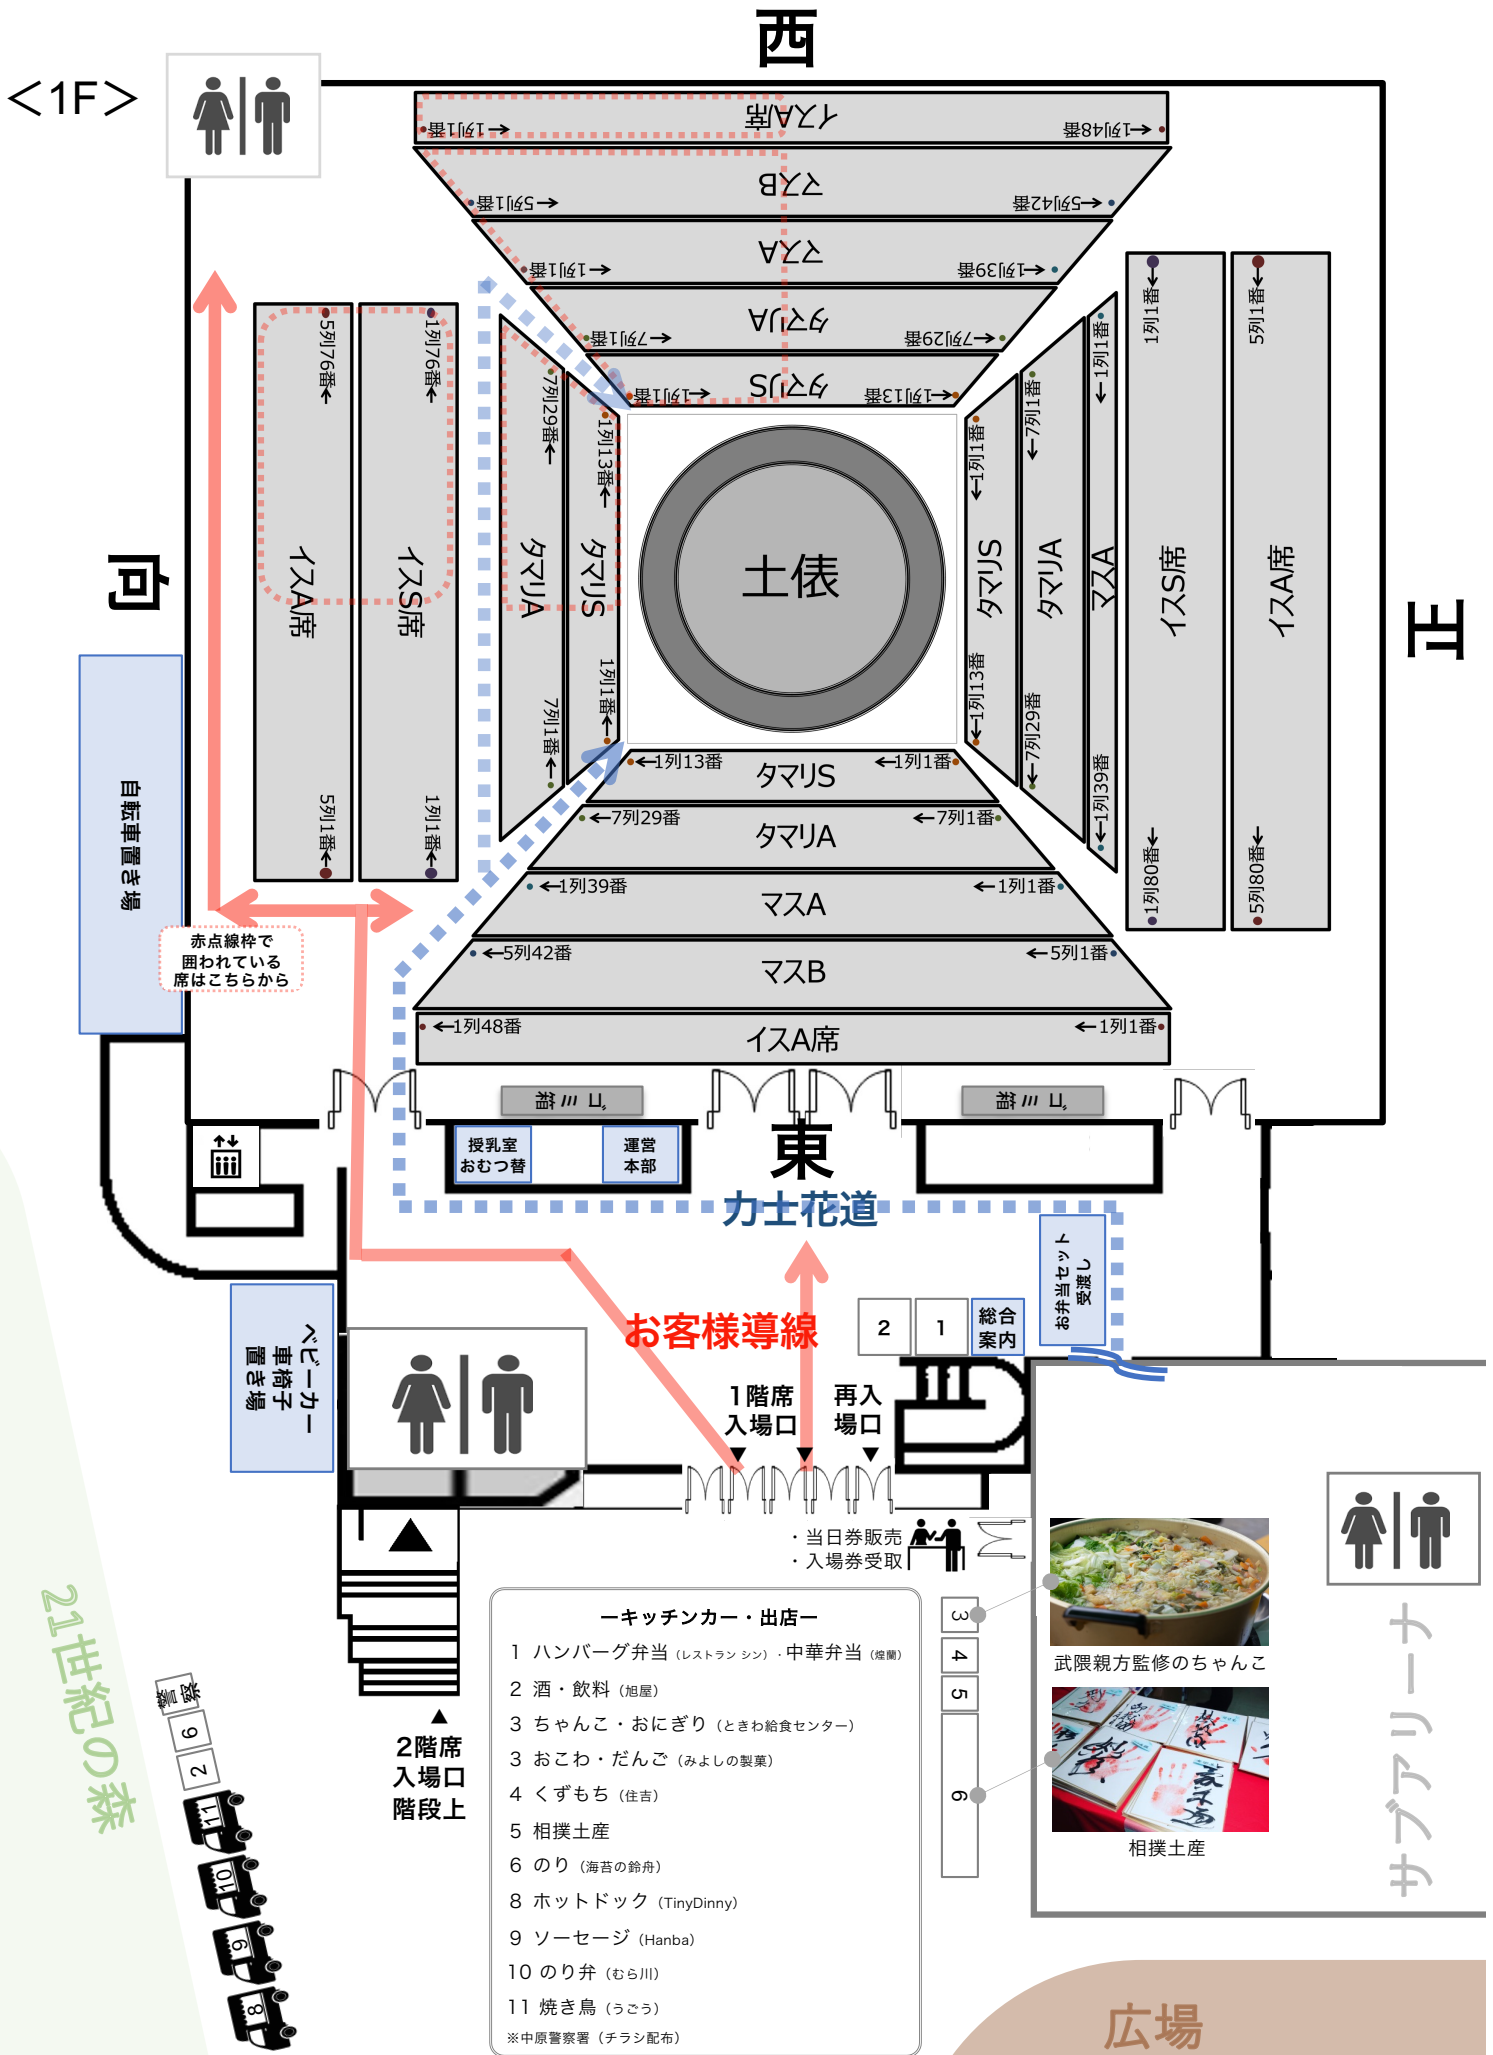 西
＜1F＞
イスA席
1列1番→
1列48番→
マスB
5列1番→
5列42番→
マスA
1列1番→
1列39番→
タマリA
7列1番→
7列29番→
タマリS
1列1番→
1列13番→
向
イスA席
5列76番→
5列1番→
イスS席
1列76番→
1列1番→
タマリA
7列29番→
7列1番→
タマリS
1列13番→
1列1番→
土俵
タマリS
←1列1番
←1列13番
タマリA
←7列1番
←7列29番
マスA
←1列1番
←1列39番
イスS席
1列1番→
1列80番→
イスA席
5列1番→
5列80番→
正
←1列13番
タマリS
←1列1番
←7列29番
タマリA
←7列1番
←1列39番
マスA
←1列1番
←5列42番
マスB
←5列1番
←1列48番
イスA席
←1列1番
自転車置き場
赤点線枠で
囲われている
席はこちらから
ゴミ箱
ゴミ箱
授乳室
おむつ替
運営
本部
東
力士花道
お弁当セット
受渡し
お客様導線
2
1
総合
案内
ベビーカー
車椅子
置き場
1階席
入場口
再入
場口
・当日券販売
・入場券受取
2階席
入場口
階段上
21世紀の森
警察
6
2
11
10
9
8
ーキッチンカー・出店ー
1 ハンバーグ弁当（レストラン シン）・中華弁当（煌蘭）
2 酒・飲料（旭屋）
3 ちゃんこ・おにぎり（ときわ給食センター）
3 おこわ・だんご（みよしの製菓）
4 くずもち（住吉）
5 相撲土産
6 のり（海苔の鈴舟）
8 ホットドック（TinyDinny）
9 ソーセージ（Hanba）
10 のり弁（むら川）
11 焼き鳥（うごう）
※中原警察署（チラシ配布）
3
4
5
6
武隈親方監修のちゃんこ
相撲土産
サブアリーナ
広場